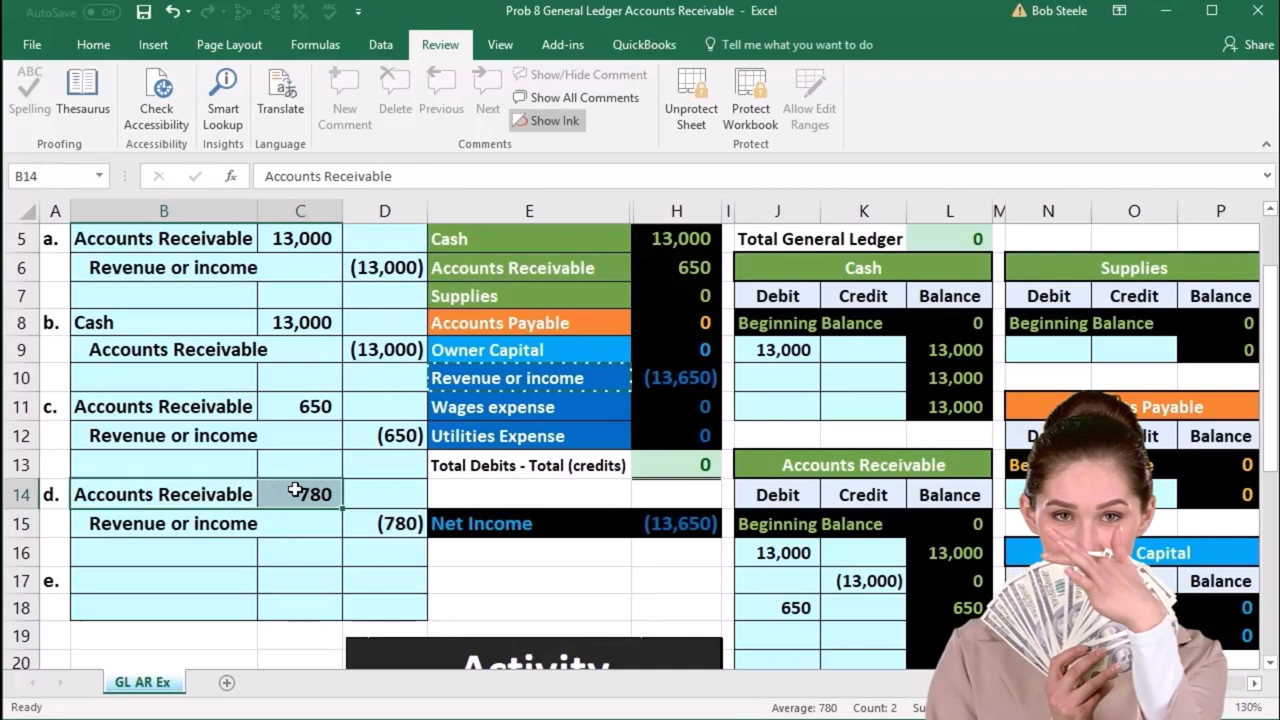 AutoSave Off Prob 8 General Ledger Accounts Receivable - Excel Bob Steele
File Home Insert Page Layout Formulas Data Review View Add-ins QuickBooks Tell me what you want to do Share
ABC
Spelling Thesaurus Check Accessibility Smart Lookup Translate New Comment Delete Previous Next Show/Hide Comment Show All Comments Show Ink Unprotect Sheet Protect Workbook Allow Edit Ranges
Proofing Accessibility Insights Language Comments Protect
B14 fx Accounts Receivable
A B C D E H I J K L M N O P
5 a. Accounts Receivable 13,000 Cash 13,000 Total General Ledger 0
6 Revenue or income (13,000) Accounts Receivable 650 Cash Supplies
7 Supplies 0 Debit Credit Balance Debit Credit Balance
8 b. Cash 13,000 Accounts Payable 0 Beginning Balance 0 Beginning Balance 0
9 Accounts Receivable (13,000) Owner Capital 0 13,000 13,000 0
10 Revenue or income (13,650) 13,000
11 c. Accounts Receivable 650 Wages expense 0 13,000 Payable
12 Revenue or income (650) Utilities Expense 0 Balance
13 Total Debits - Total (credits) 0 Accounts Receivable 0
14 d. Accounts Receivable 780 Debit Credit Balance 0
15 Revenue or income (780) Net Income (13,650) Beginning Balance 0
16 13,000 13,000 Capital
17 e. (13,000) 0 Balance
18 650 650 0
19 0
20 Activity
GL AR Ex
Ready Average: 780 Count: 2 130%